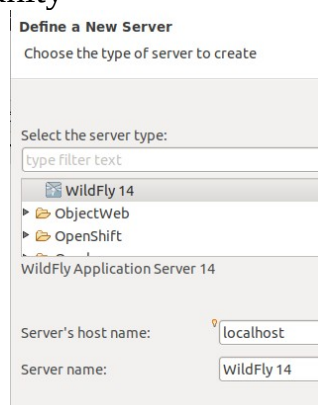 Define a New Server
Choose the type of server to create
Select the server type:
type filter text
WildFly 14
ObjectWeb
OpenShift
WildFly Application Server 14
Server's host name: localhost
Server name: WildFly 14